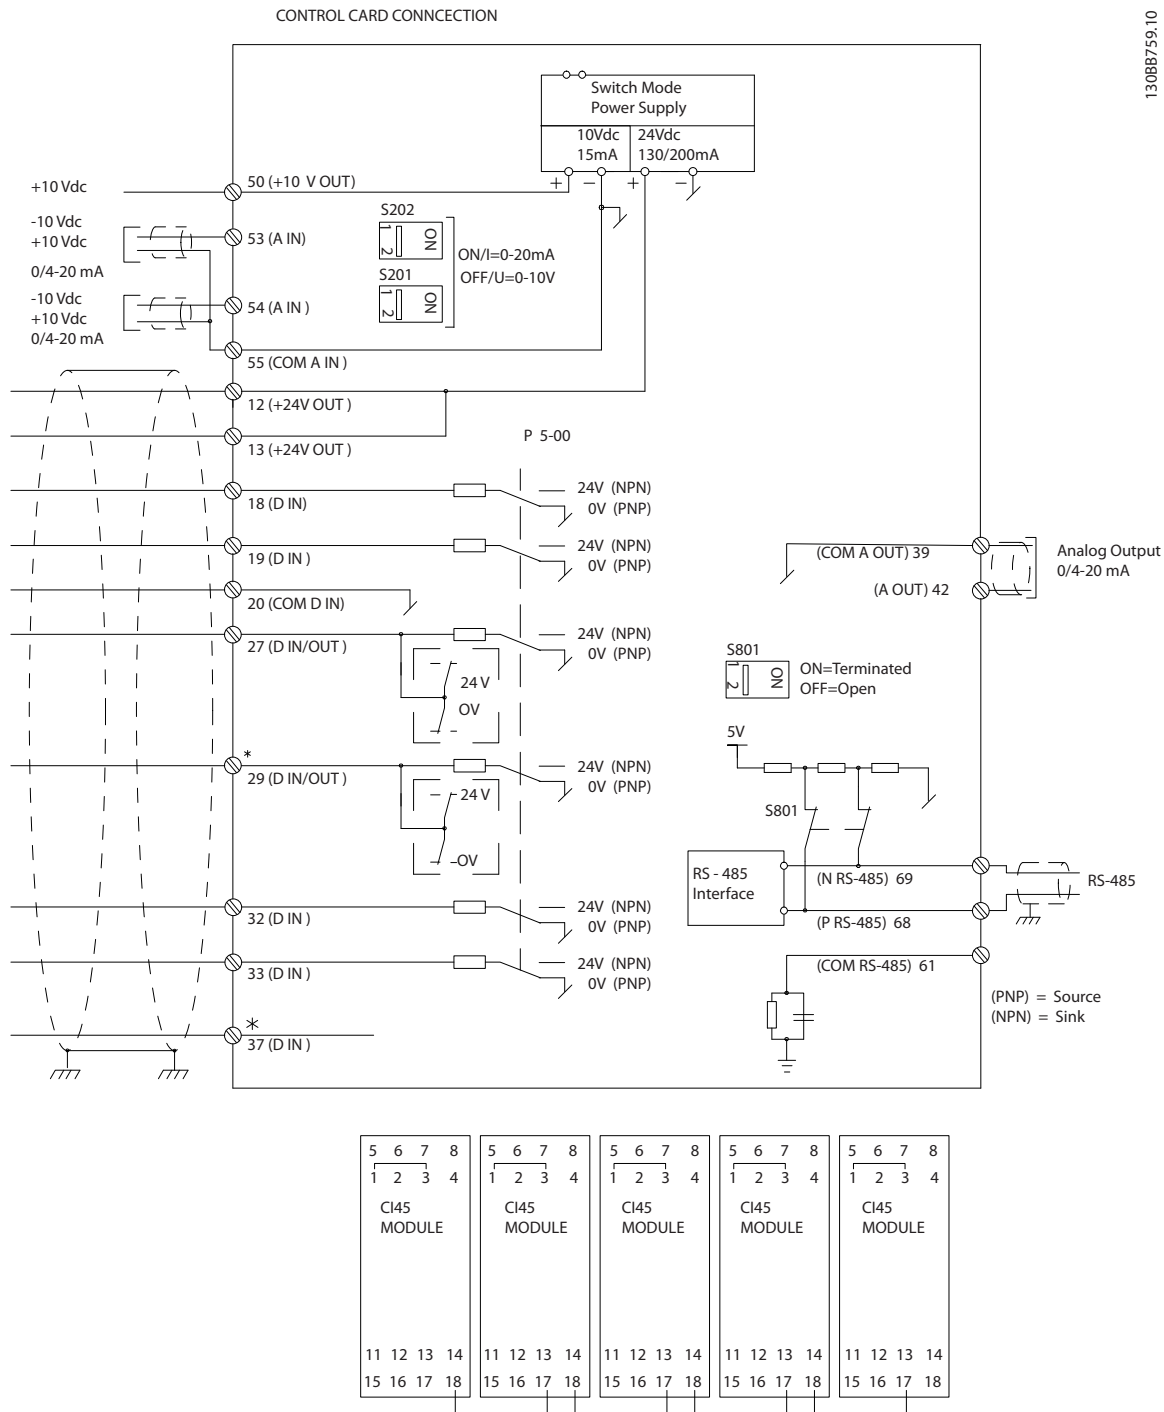 CONTROL CARD CONNCECTION
130BB759.10
Switch Mode
Power Supply
10Vdc
15mA
24Vdc
130/200mA
+ − + −
+10 Vdc
50 (+10 V OUT)
-10 Vdc
+10 Vdc
0/4-20 mA
53 (A IN)
S202
1 2 ON
S201
1 2 ON
ON/I=0-20mA
OFF/U=0-10V
-10 Vdc
+10 Vdc
0/4-20 mA
54 (A IN )
55 (COM A IN )
12 (+24V OUT )
13 (+24V OUT )
P 5-00
18 (D IN)
24V (NPN)
0V (PNP)
19 (D IN )
24V (NPN)
0V (PNP)
20 (COM D IN)
27 (D IN/OUT )
24V (NPN)
0V (PNP)
24 V
OV
*
29 (D IN/OUT )
24V (NPN)
0V (PNP)
24 V
OV
32 (D IN )
24V (NPN)
0V (PNP)
33 (D IN )
24V (NPN)
0V (PNP)
*
37 (D IN )
(COM A OUT) 39
(A OUT) 42
Analog Output
0/4-20 mA
S801
1 2 ON
ON=Terminated
OFF=Open
5V
S801
RS - 485
Interface
(N RS-485) 69
(P RS-485) 68
RS-485
(COM RS-485) 61
(PNP) = Source
(NPN) = Sink
5 6 7 8
1 2 3 4
CI45
MODULE
11 12 13 14
15 16 17 18
5 6 7 8
1 2 3 4
CI45
MODULE
11 12 13 14
15 16 17 18
5 6 7 8
1 2 3 4
CI45
MODULE
11 12 13 14
15 16 17 18
5 6 7 8
1 2 3 4
CI45
MODULE
11 12 13 14
15 16 17 18
5 6 7 8
1 2 3 4
CI45
MODULE
11 12 13 14
15 16 17 18